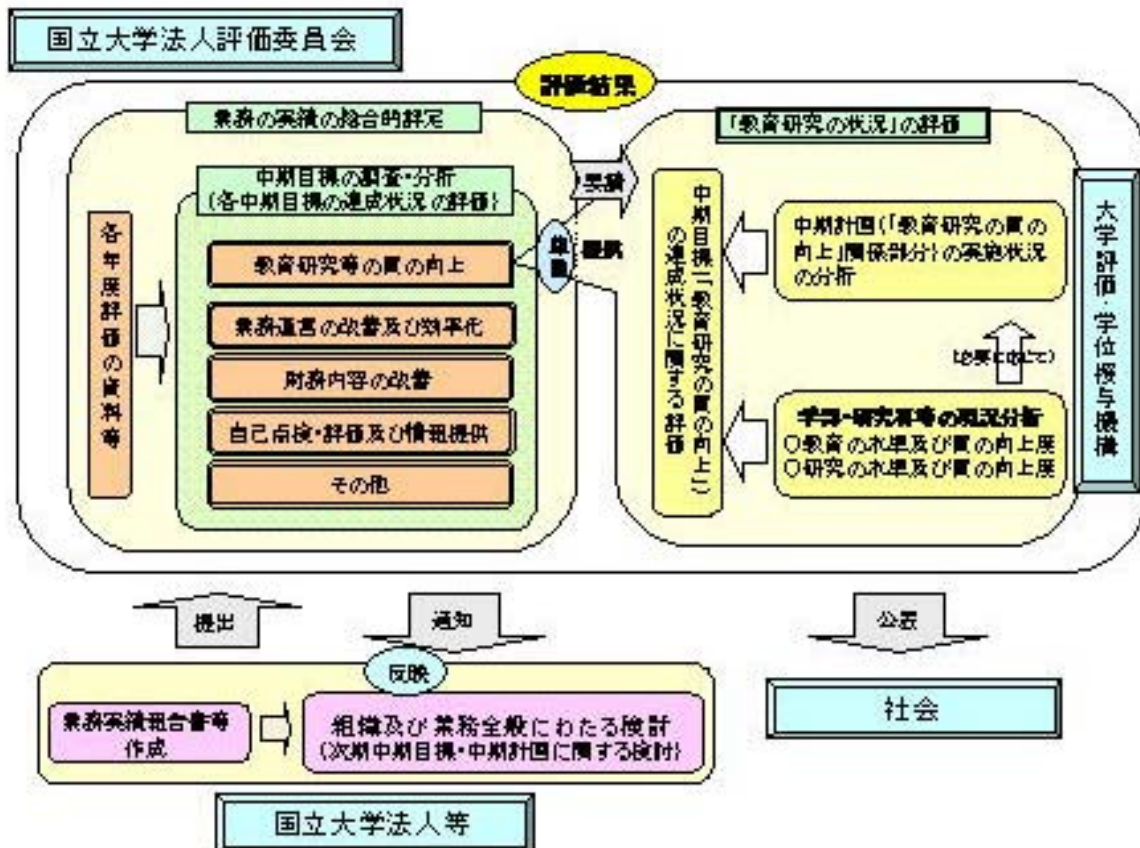 国立大学法人評価委員会
評価結果
業務の実績の総合的評定
中期目標の調査・分析
(各中期目標の達成状況の評価)
各年度評価の資料等
教育研究等の質の向上
業務運営の改善及び効率化
財務内容の改善
自己点検・評価及び情報提供
その他
要請
尊重
提供
「教育研究の状況」の評価
中期目標(「教育研究の質の向上」)
の達成状況に関する評価
中期計画(「教育研究の質の
向上」関係部分)の実施状況
の分析
(必要に応じて)
学部・研究科等の現況分析
○教育の水準及び質の向上度
○研究の水準及び質の向上度
大学評価・学位授与機構
提出
通知
公表
反映
業務実績報告書等
作成
組織及び業務全般にわたる検討
(次期中期目標・中期計画に関する検討)
社会
国立大学法人等